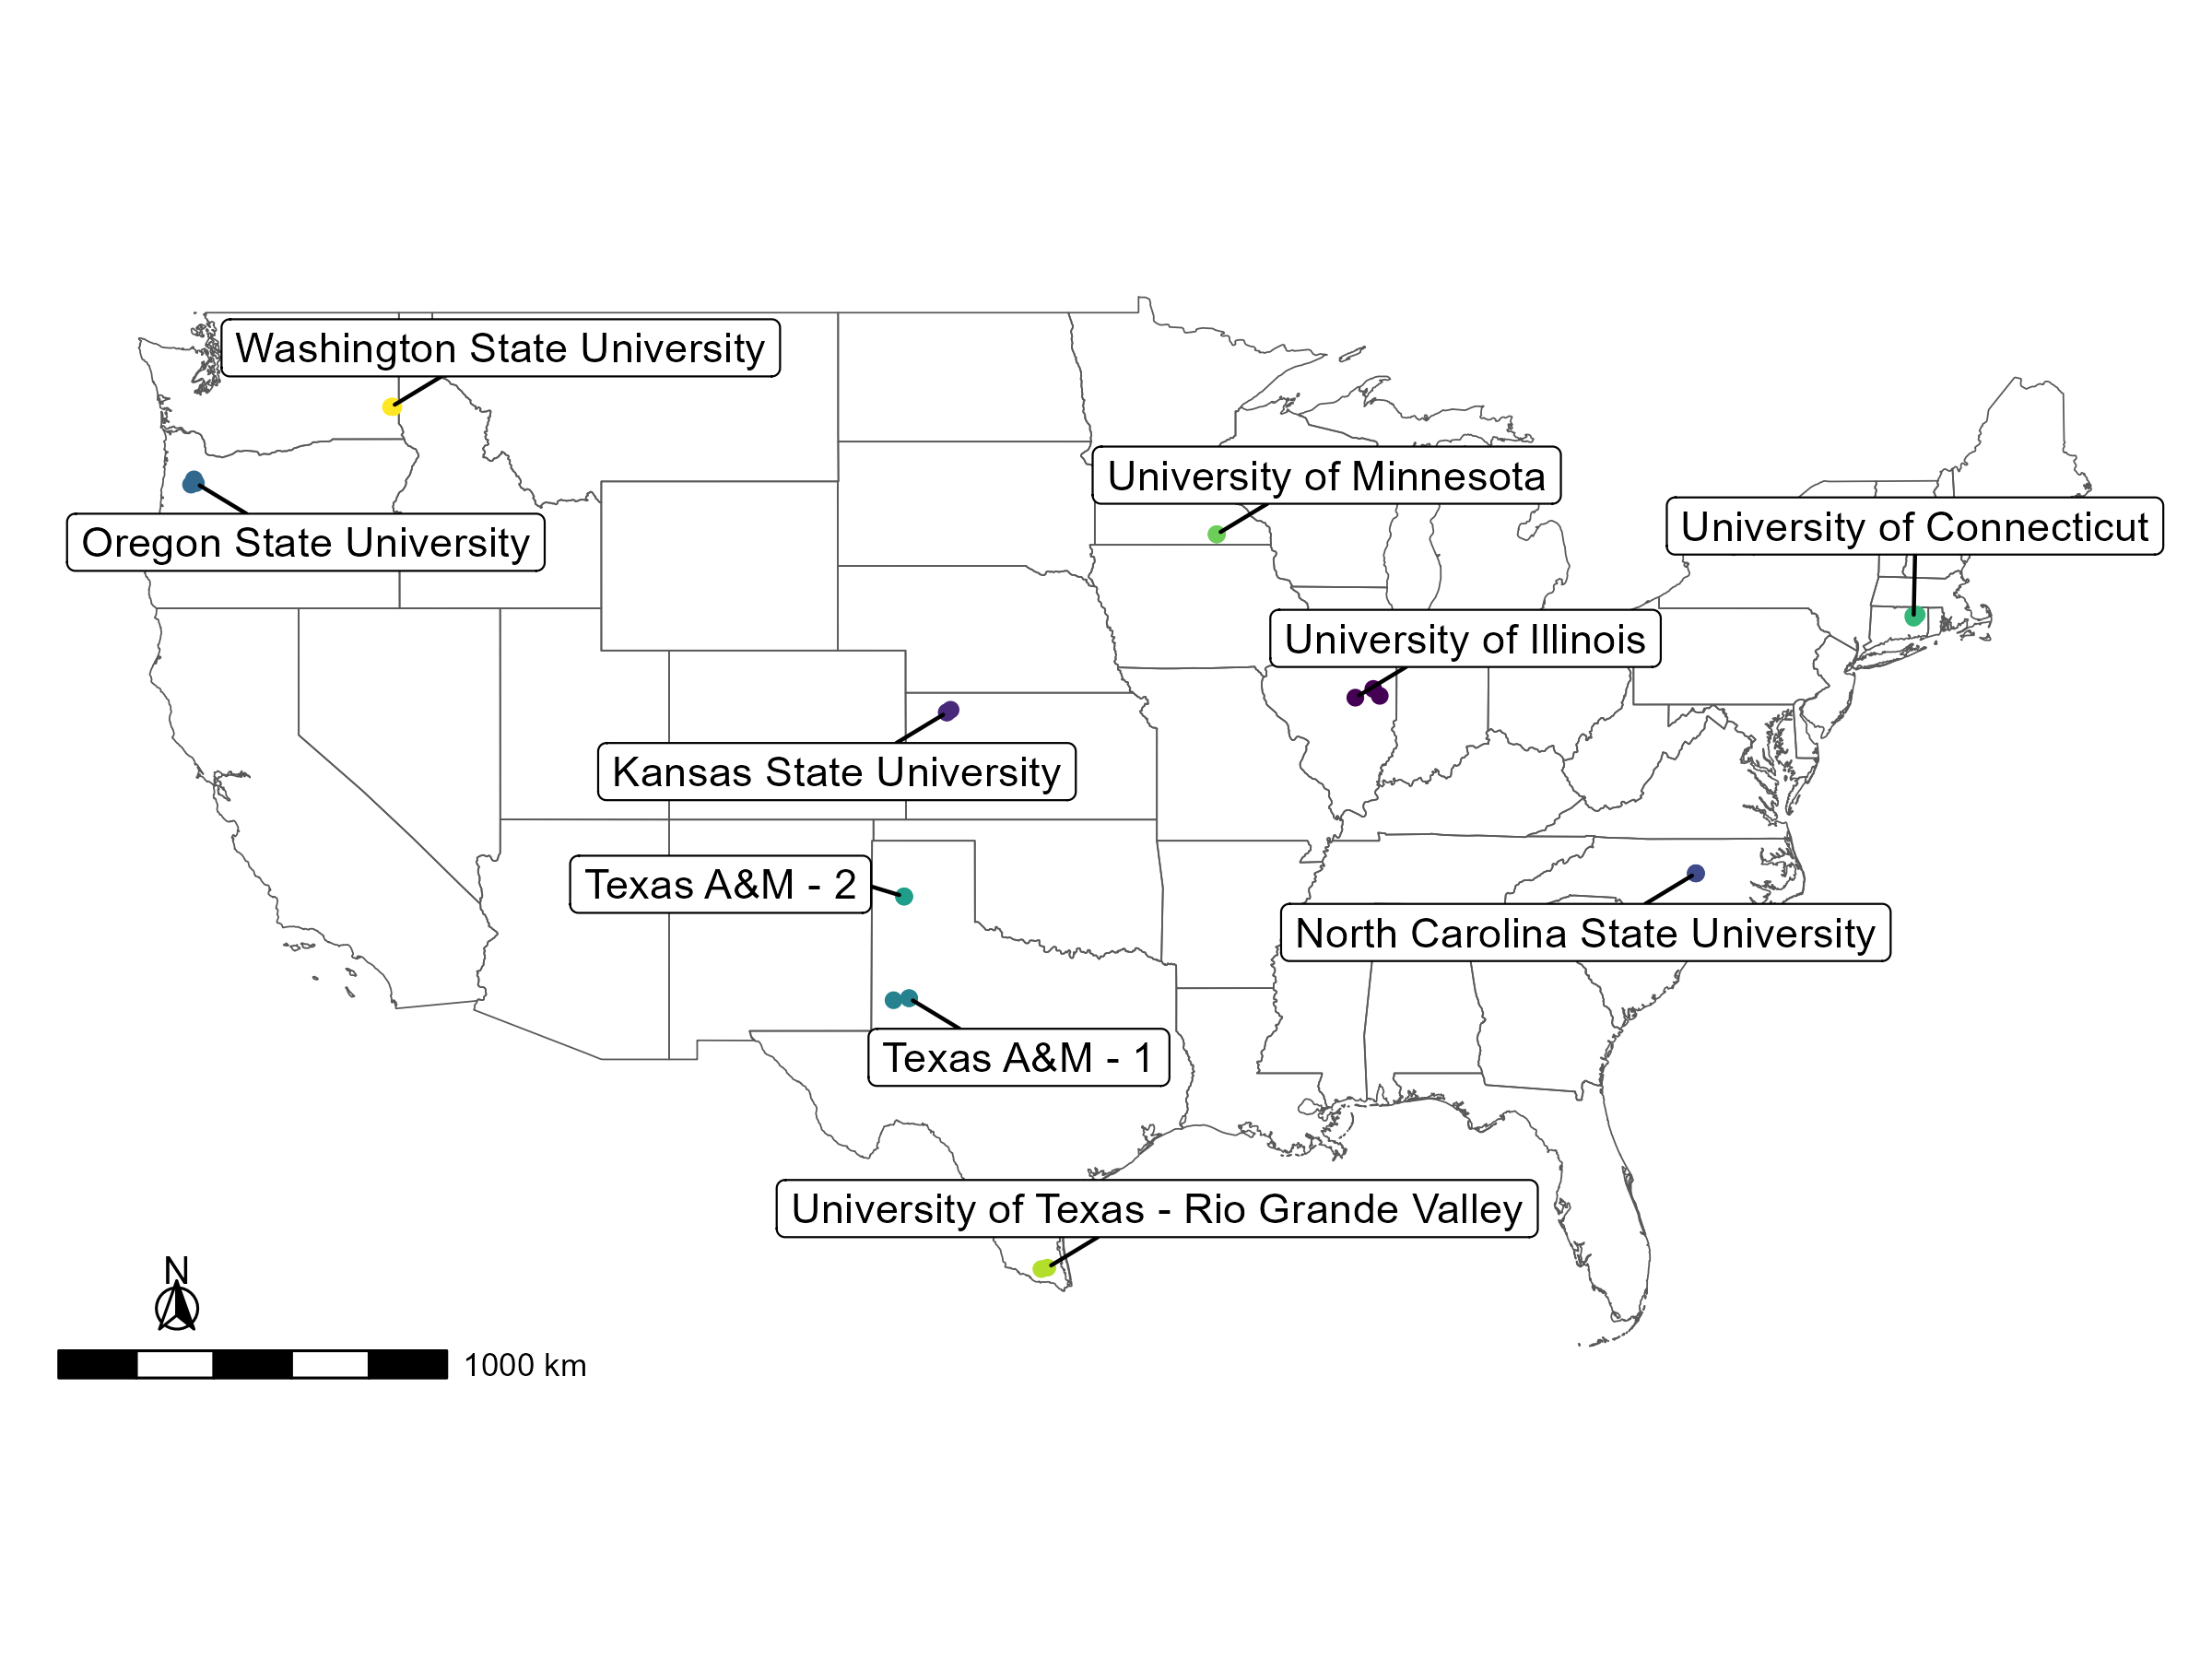 Washington State University
University of Minnesota
University of Connecticut
Oregon State University
University of Illinois
Kansas State University
Texas A&M - 2
North Carolina State University
Texas A&M - 1
University of Texas - Rio Grande Valley
N
1000 km